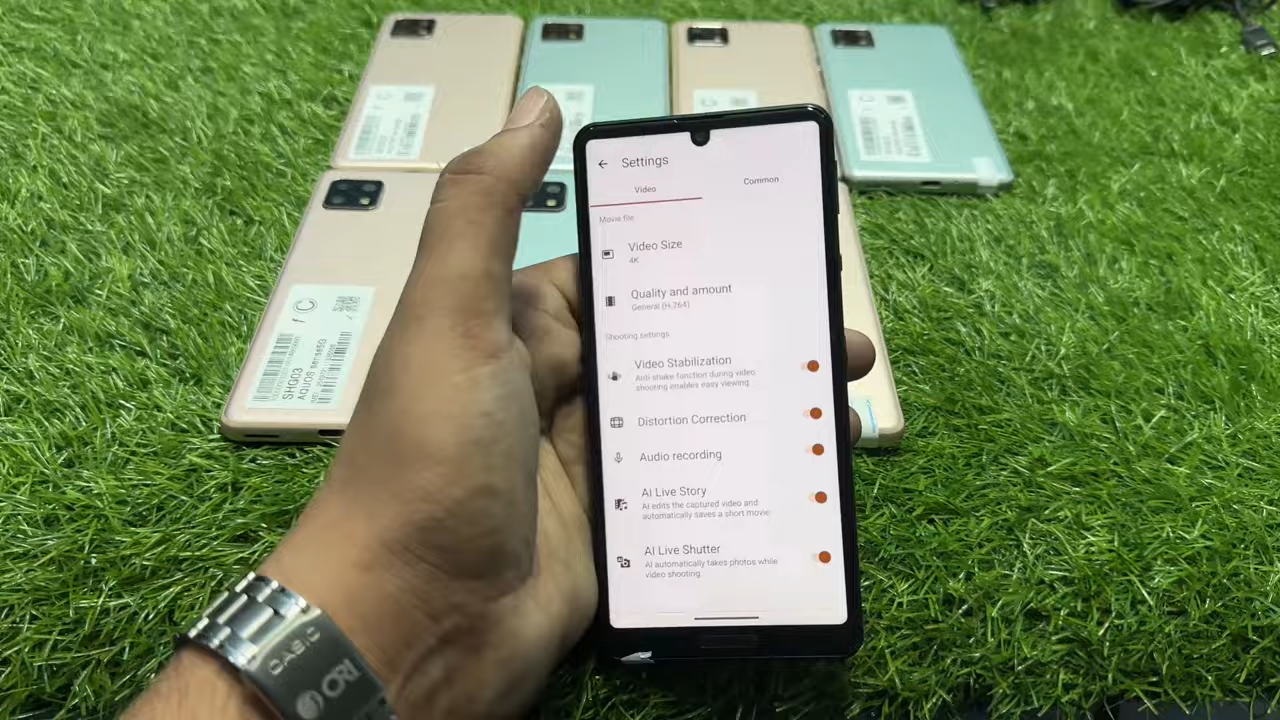 Settings
Video
Common
Movie file
Video Size
4K
Quality and amount
General (H.264)
Shooting settings
Video Stabilization
Anti-shake function during video
shooting enables easy viewing
Distortion Correction
Audio recording
AI Live Story
AI edits the captured video and
automatically saves a short movie
AI Live Shutter
AI automatically takes photos while
video shooting.
f C
SHG03
AQUOS sense5G
C
CASIO
ORI